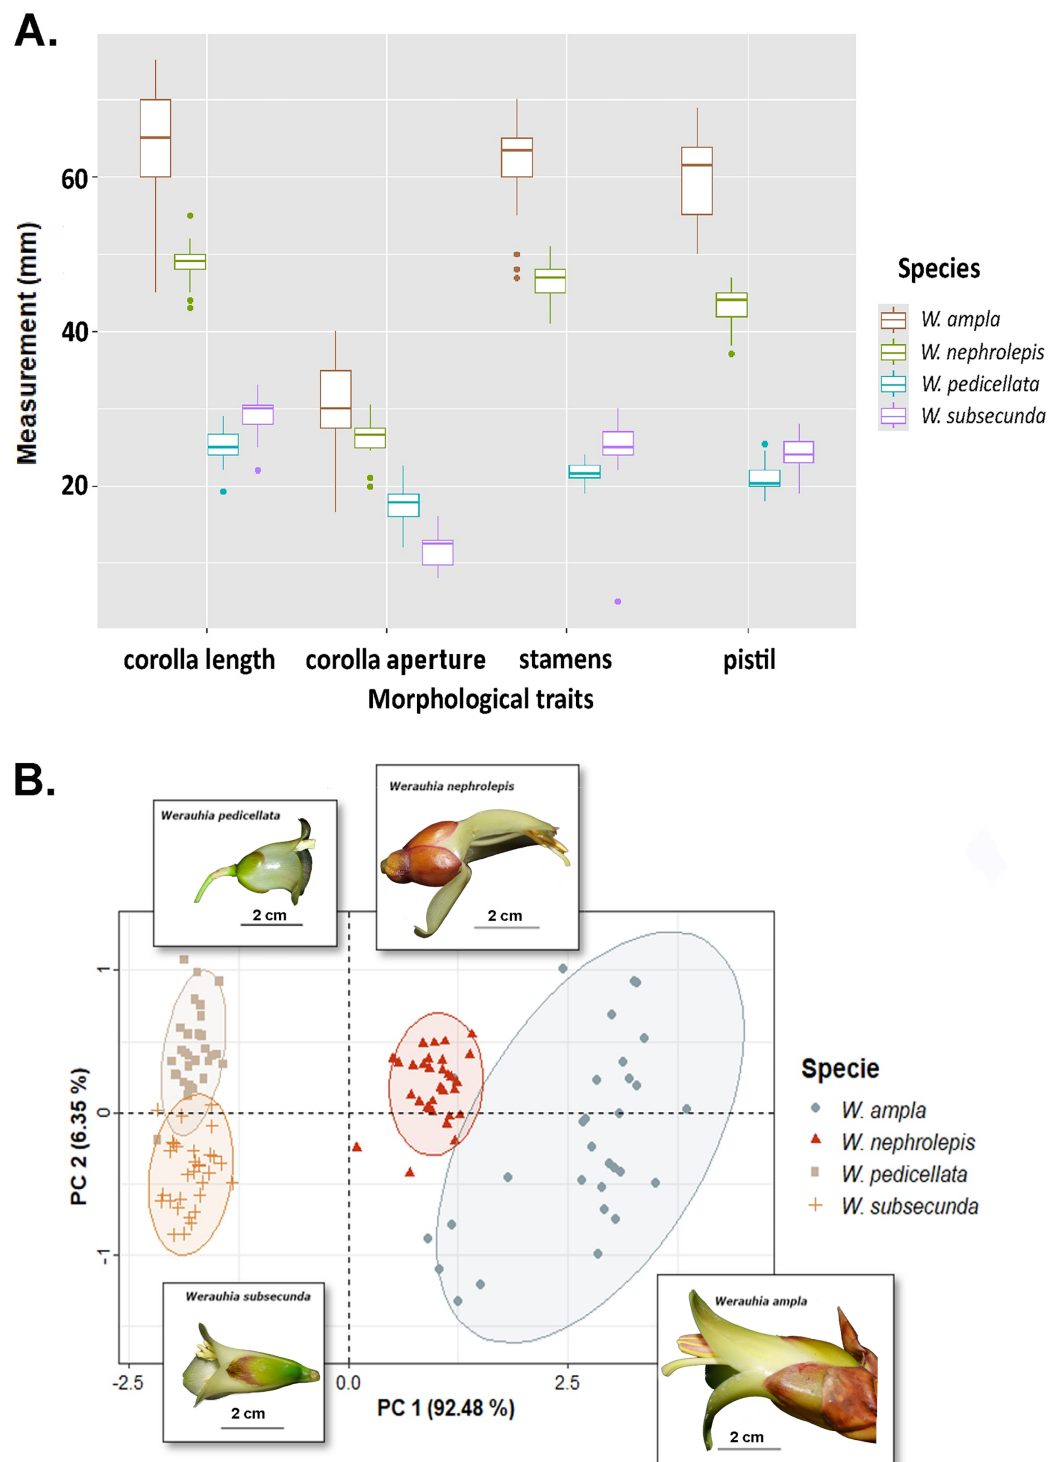 A.
Measurement (mm)
60
40
20
corolla length corolla aperture stamens pistil
Morphological traits
Species
W. ampla
W. nephrolepis
W. pedicellata
W. subsecunda
B.
Werauhia pedicellata
2 cm
Werauhia nephrolepis
2 cm
PC 2 (6.35 %)
1
0
-1
Werauhia subsecunda
2 cm
Werauhia ampla
2 cm
-2.5 0.0 2.5
PC 1 (92.48 %)
Specie
W. ampla
W. nephrolepis
W. pedicellata
W. subsecunda